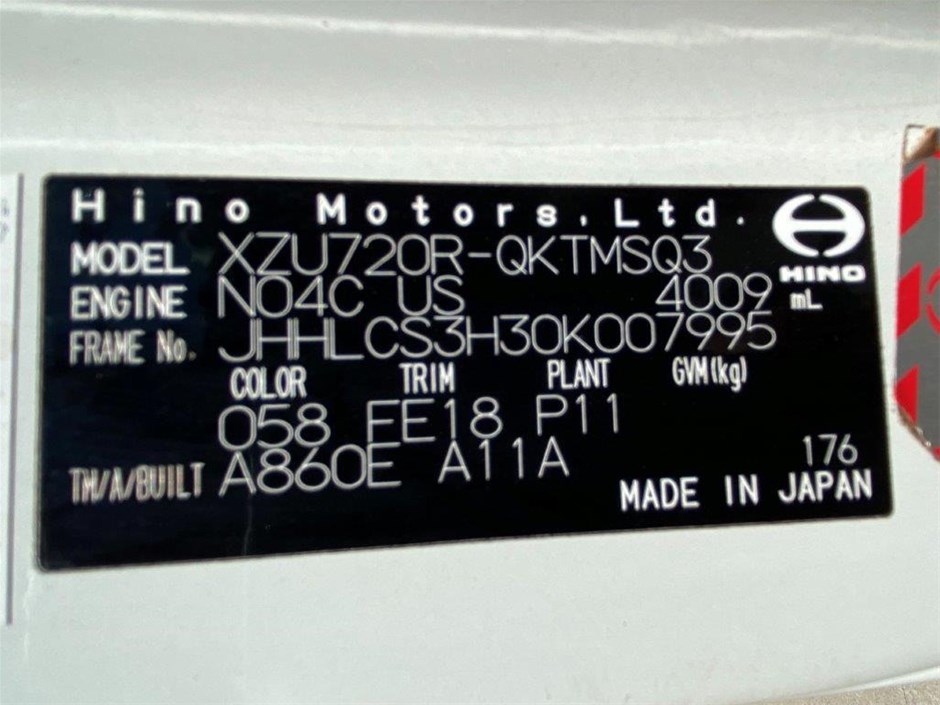 Hino Motors, Ltd.
HINO
MODEL XZU720R-QKTMSQ3
ENGINE N04C US 4009 mL
FRAME No. JHHLCS3H30K007995
COLOR TRIM PLANT GVM(kg)
058 EE18 P11
TM/A/BUILT A860E A11A
176
MADE IN JAPAN